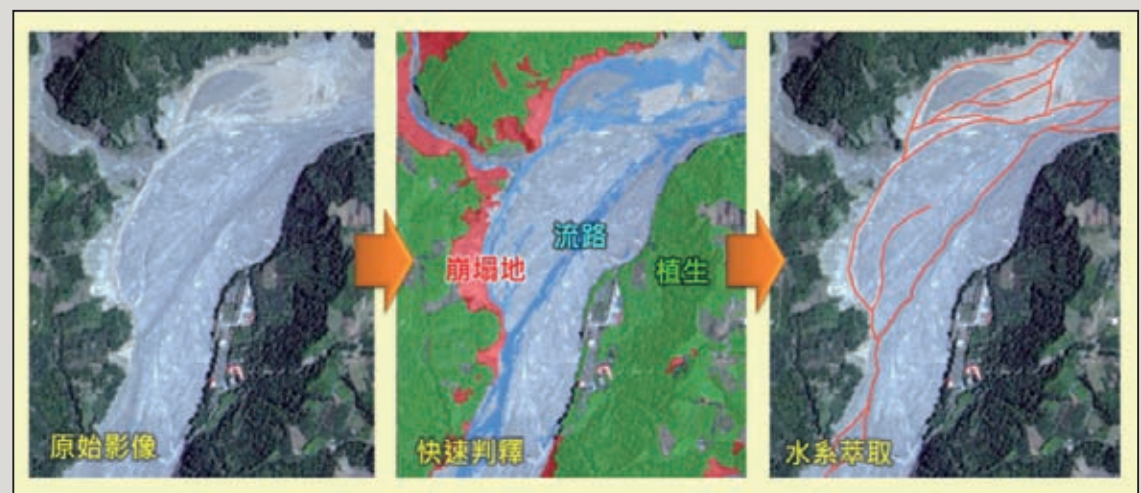 流路
崩塌地
植生
原始影像
快速判釋
水系萃取